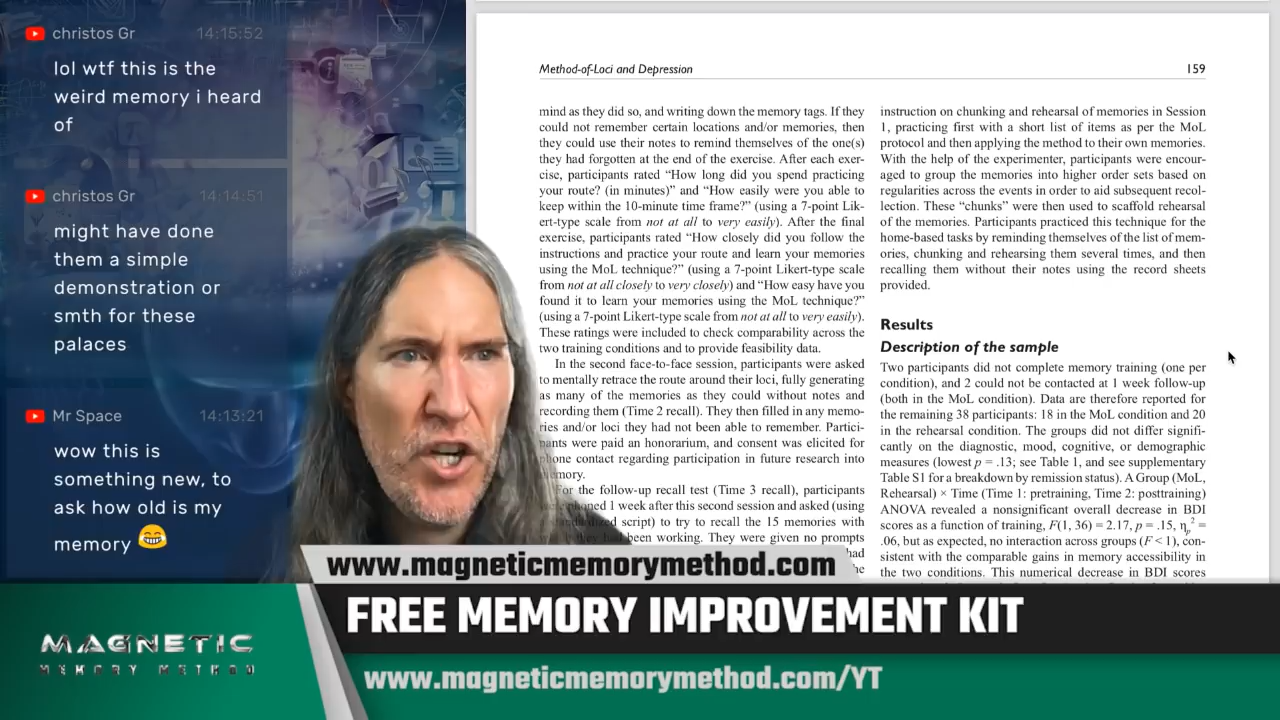 christos Gr 14:15:52
lol wtf this is the
weird memory i heard
of
christos Gr 14:14:51
might have done
them a simple
demonstration or
smth for these
palaces
Mr Space 14:13:21
wow this is
something new, to
ask how old is my
memory 😂
Method-of-Loci and Depression 159
mind as they did so, and writing down the memory tags. If they
could not remember certain locations and/or memories, then
they could use their notes to remind themselves of the one(s)
they had forgotten at the end of the exercise. After each exer-
cise, participants rated “How long did you spend practicing
your route? (in minutes)” and “How easily were you able to
keep within the 10-minute time frame?” (using a 7-point Lik-
ert-type scale from not at all to very easily). After the final
exercise, participants rated “How closely did you follow the
instructions and practice your route and learn your memories
using the MoL technique?” (using a 7-point Likert-type scale
from not at all closely to very closely) and “How easy have you
found it to learn your memories using the MoL technique?”
(using a 7-point Likert-type scale from not at all to very easily).
These ratings were included to check comparability across the
two training conditions and to provide feasibility data.
In the second face-to-face session, participants were asked
to mentally retrace the route around their loci, fully generating
as many of the memories as they could without notes and
recording them (Time 2 recall). They then filled in any memo-
ries and/or loci they had not been able to remember. Partici-
pants were paid an honorarium, and consent was elicited for
phone contact regarding participation in future research into
memory.
For the follow-up recall test (Time 3 recall), participants
phoned 1 week after this second session and asked (using
a standardized script) to try to recall the 15 memories with
had been working. They were given no prompts
had
he
instruction on chunking and rehearsal of memories in Session
1, practicing first with a short list of items as per the MoL
protocol and then applying the method to their own memories.
With the help of the experimenter, participants were encour-
aged to group the memories into higher order sets based on
regularities across the events in order to aid subsequent recol-
lection. These “chunks” were then used to scaffold rehearsal
of the memories. Participants practiced this technique for the
home-based tasks by reminding themselves of the list of mem-
ories, chunking and rehearsing them several times, and then
recalling them without their notes using the record sheets
provided.
Results
Description of the sample
Two participants did not complete memory training (one per
condition), and 2 could not be contacted at 1 week follow-up
(both in the MoL condition). Data are therefore reported for
the remaining 38 participants: 18 in the MoL condition and 20
in the rehearsal condition. The groups did not differ signifi-
cantly on the diagnostic, mood, cognitive, or demographic
measures (lowest p = .13; see Table 1, and see supplementary
Table S1 for a breakdown by remission status). A Group (MoL,
Rehearsal) × Time (Time 1: pretraining, Time 2: posttraining)
ANOVA revealed a nonsignificant overall decrease in BDI
scores as a function of training, F(1, 36) = 2.17, p = .15, ηp² =
.06, but as expected, no interaction across groups (F < 1), con-
sistent with the comparable gains in memory accessibility in
the two conditions. This numerical decrease in BDI scores
www.magneticmemorymethod.com
FREE MEMORY IMPROVEMENT KIT
www.magneticmemorymethod.com/YT
MAGNETIC
MEMORY METHOD